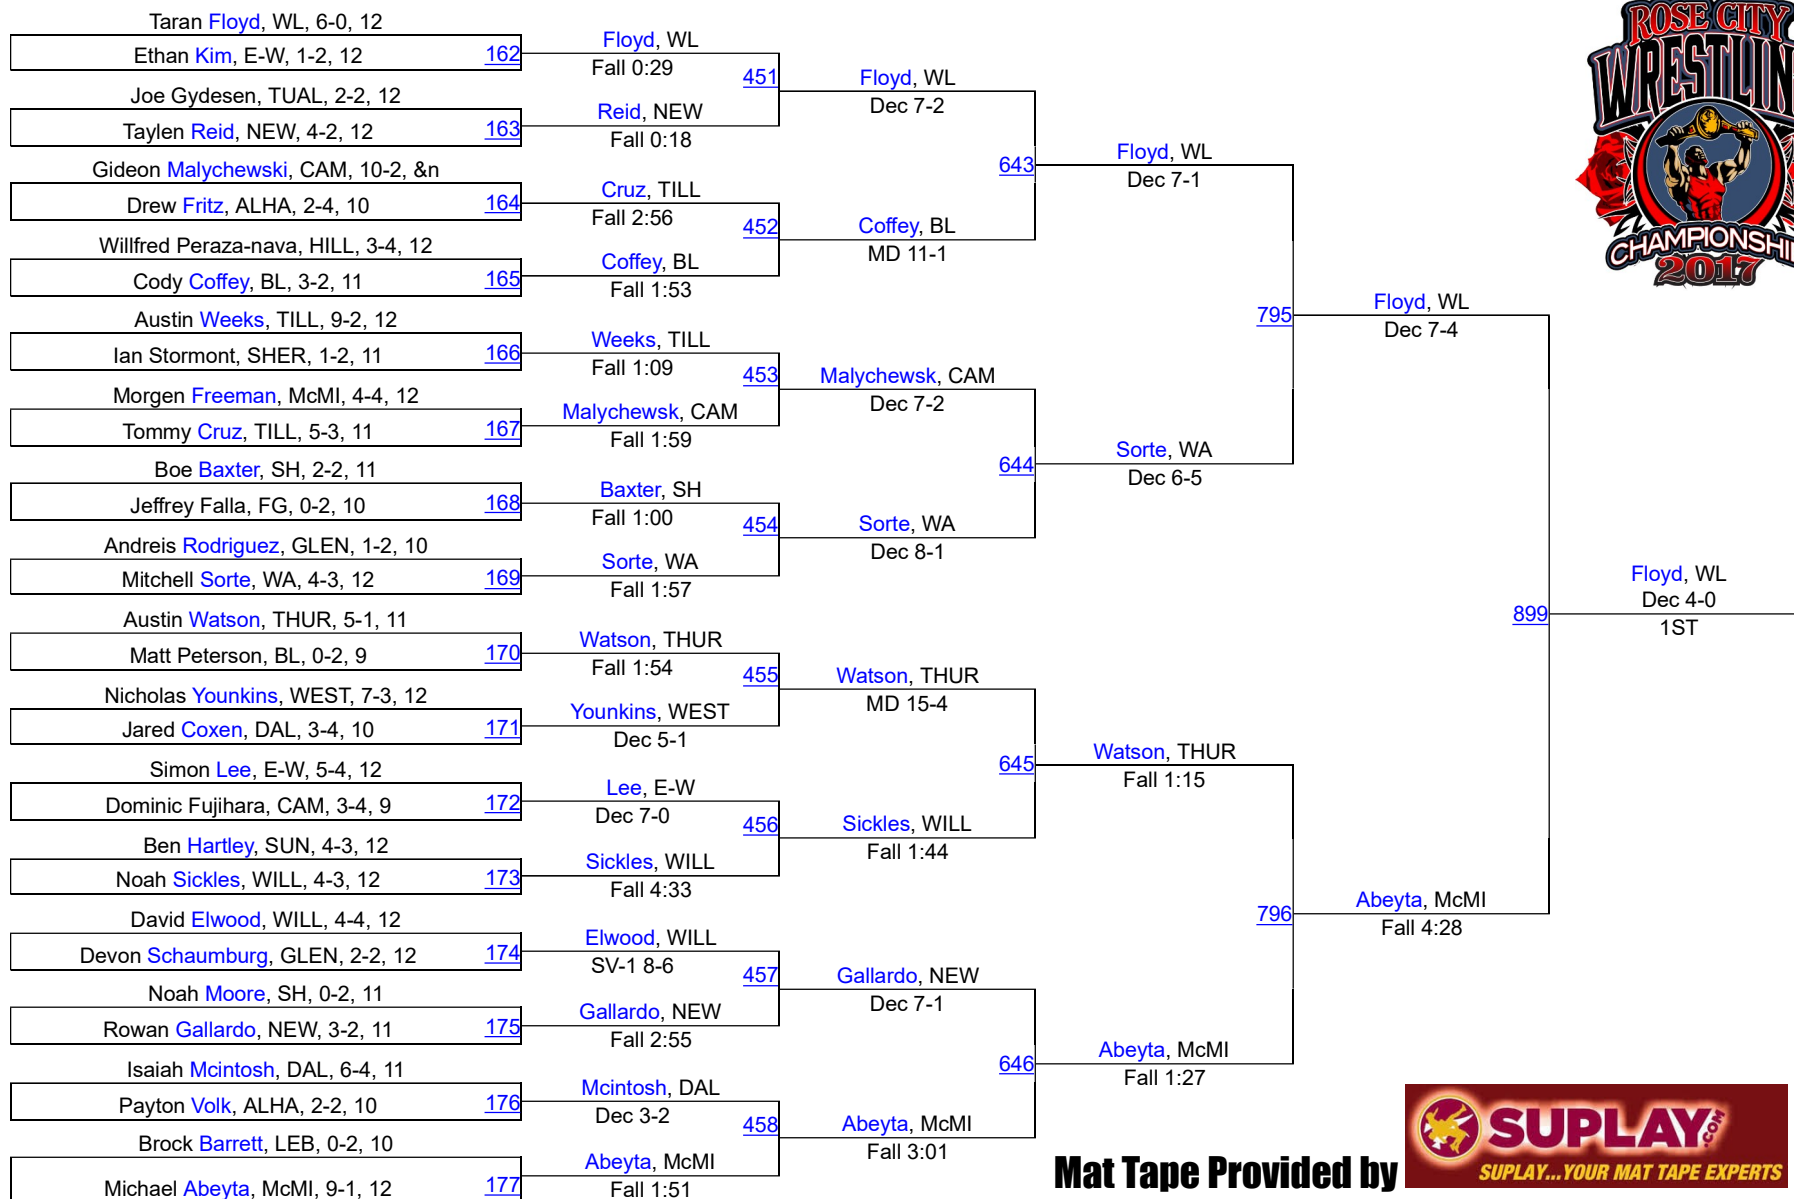 Taran Floyd, WL, 6-0, 12
Ethan Kim, E-W, 1-2, 12
162
Joe Gydesen, TUAL, 2-2, 12
Taylen Reid, NEW, 4-2, 12
163
Gideon Malychewski, CAM, 10-2, &n
Drew Fritz, ALHA, 2-4, 10
164
Willfred Peraza-nava, HILL, 3-4, 12
Cody Coffey, BL, 3-2, 11
165
Austin Weeks, TILL, 9-2, 12
Ian Stormont, SHER, 1-2, 11
166
Morgen Freeman, McMI, 4-4, 12
Tommy Cruz, TILL, 5-3, 11
167
Boe Baxter, SH, 2-2, 11
Jeffrey Falla, FG, 0-2, 10
168
Andreis Rodriguez, GLEN, 1-2, 10
Mitchell Sorte, WA, 4-3, 12
169
Austin Watson, THUR, 5-1, 11
Matt Peterson, BL, 0-2, 9
170
Nicholas Younkins, WEST, 7-3, 12
Jared Coxen, DAL, 3-4, 10
171
Simon Lee, E-W, 5-4, 12
Dominic Fujihara, CAM, 3-4, 9
172
Ben Hartley, SUN, 4-3, 12
Noah Sickles, WILL, 4-3, 12
173
David Elwood, WILL, 4-4, 12
Devon Schaumburg, GLEN, 2-2, 12
174
Noah Moore, SH, 0-2, 11
Rowan Gallardo, NEW, 3-2, 11
175
Isaiah Mcintosh, DAL, 6-4, 11
Payton Volk, ALHA, 2-2, 10
176
Brock Barrett, LEB, 0-2, 10
Michael Abeyta, McMI, 9-1, 12
177
Floyd, WL
Fall 0:29
451
Reid, NEW
Fall 0:18
Cruz, TILL
Fall 2:56
452
Coffey, BL
Fall 1:53
Weeks, TILL
Fall 1:09
453
Malychewsk, CAM
Fall 1:59
Baxter, SH
Fall 1:00
454
Sorte, WA
Fall 1:57
Watson, THUR
Fall 1:54
455
Younkins, WEST
Dec 5-1
Lee, E-W
Dec 7-0
456
Sickles, WILL
Fall 4:33
Elwood, WILL
SV-1 8-6
457
Gallardo, NEW
Fall 2:55
Mcintosh, DAL
Dec 3-2
458
Abeyta, McMI
Fall 1:51
Floyd, WL
Dec 7-2
643
Coffey, BL
MD 11-1
Malychewsk, CAM
Dec 7-2
644
Sorte, WA
Dec 8-1
Watson, THUR
MD 15-4
645
Sickles, WILL
Fall 1:44
Gallardo, NEW
Dec 7-1
646
Abeyta, McMI
Fall 3:01
Floyd, WL
Dec 7-1
795
Sorte, WA
Dec 6-5
Watson, THUR
Fall 1:15
796
Abeyta, McMI
Fall 1:27
Floyd, WL
Dec 7-4
899
Abeyta, McMI
Fall 4:28
Floyd, WL
Dec 4-0
1ST
ROSE CITY
WRESTLIN
CHAMPIONSHI
2017
Mat Tape Provided by
SUPLAY.COM
SUPLAY...YOUR MAT TAPE EXPERTS